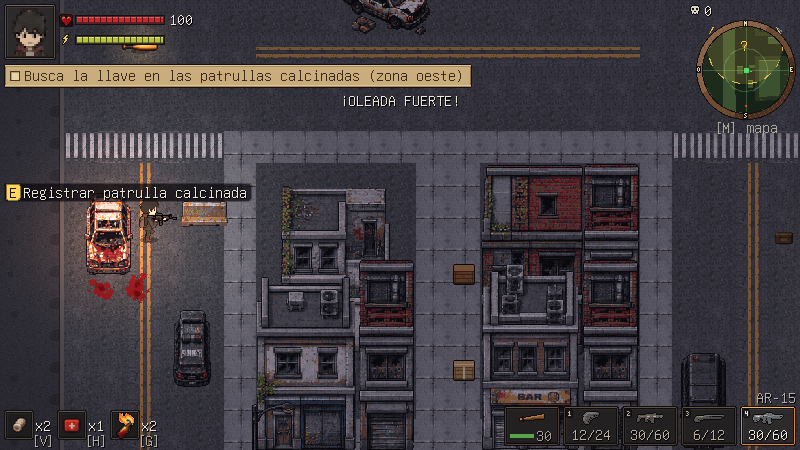 100
0
Busca la llave en las patrullas calcinadas (zona oeste)
¡OLEADA FUERTE!
N
O
E
S
[M] mapa
E Registrar patrulla calcinada
BAR
AR-15
x2
[V]
x1
[H]
x2
[G]
30
1
12/24
2
30/60
3
6/12
4
30/60